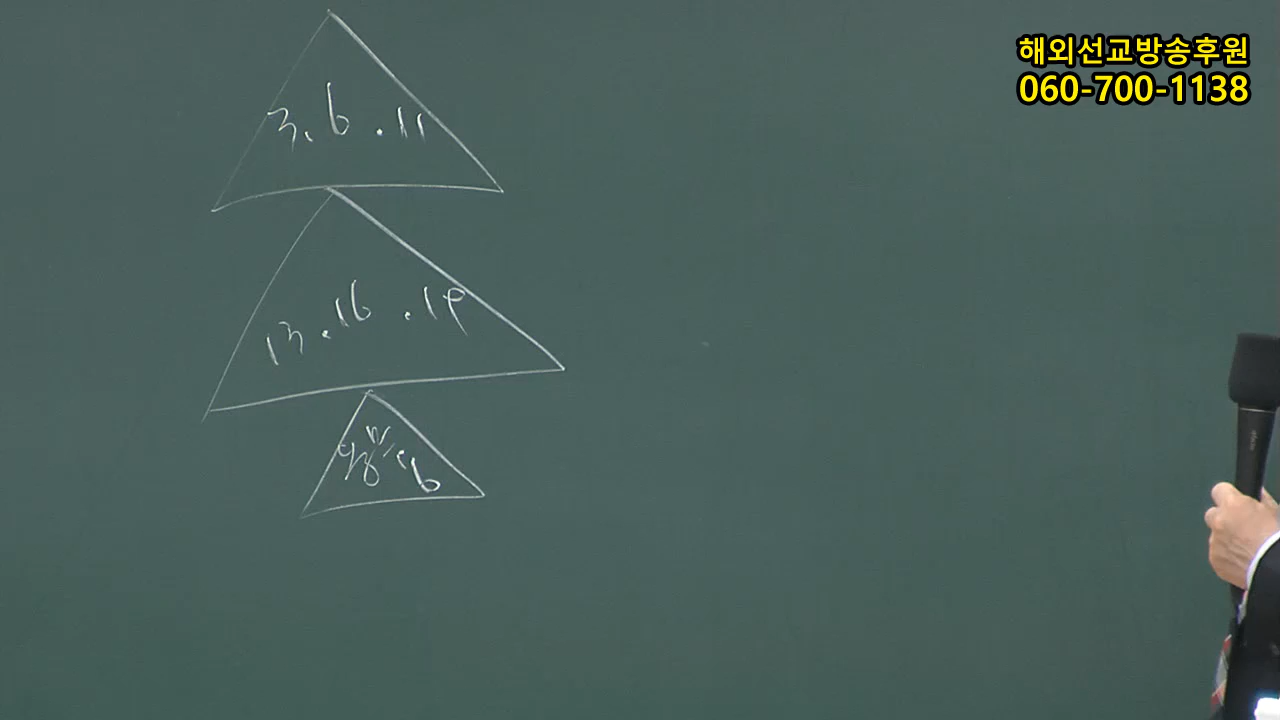 해외선교방송후원
060-700-1138
3. 6 . 11
13 . 16 . 19